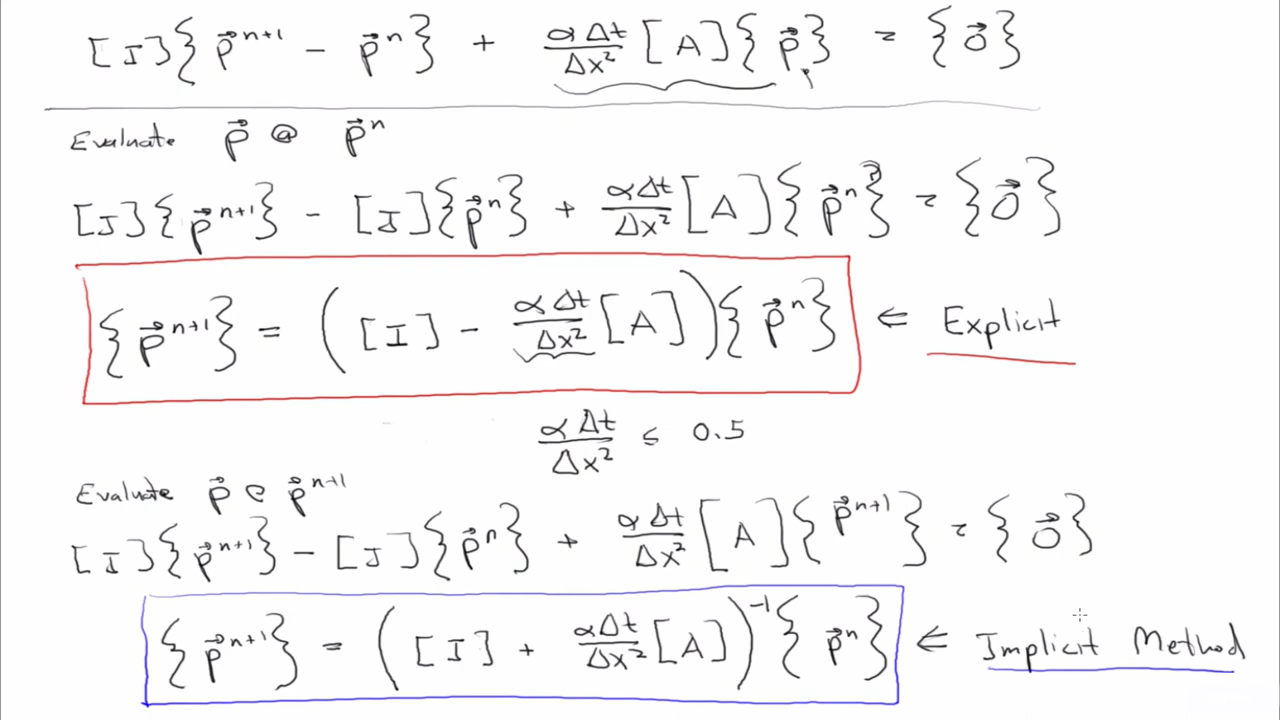 [I]{p⃗ⁿ⁺¹ − p⃗ⁿ} + αΔt/Δx² [A]{p⃗} = {0⃗}
Evaluate p⃗ @ p⃗ⁿ
[I]{p⃗ⁿ⁺¹} − [I]{p⃗ⁿ} + αΔt/Δx² [A]{p⃗ⁿ} = {0⃗}
{p⃗ⁿ⁺¹} = ([I] − αΔt/Δx² [A]){p⃗ⁿ} ⇐ Explicit
αΔt/Δx² ≤ 0.5
Evaluate p⃗ @ p⃗ⁿ⁺¹
[I]{p⃗ⁿ⁺¹} − [I]{p⃗ⁿ} + αΔt/Δx² [A]{p⃗ⁿ⁺¹} = {0⃗}
{p⃗ⁿ⁺¹} = ([I] + αΔt/Δx² [A])⁻¹{p⃗ⁿ} ⇐ Implicit Method